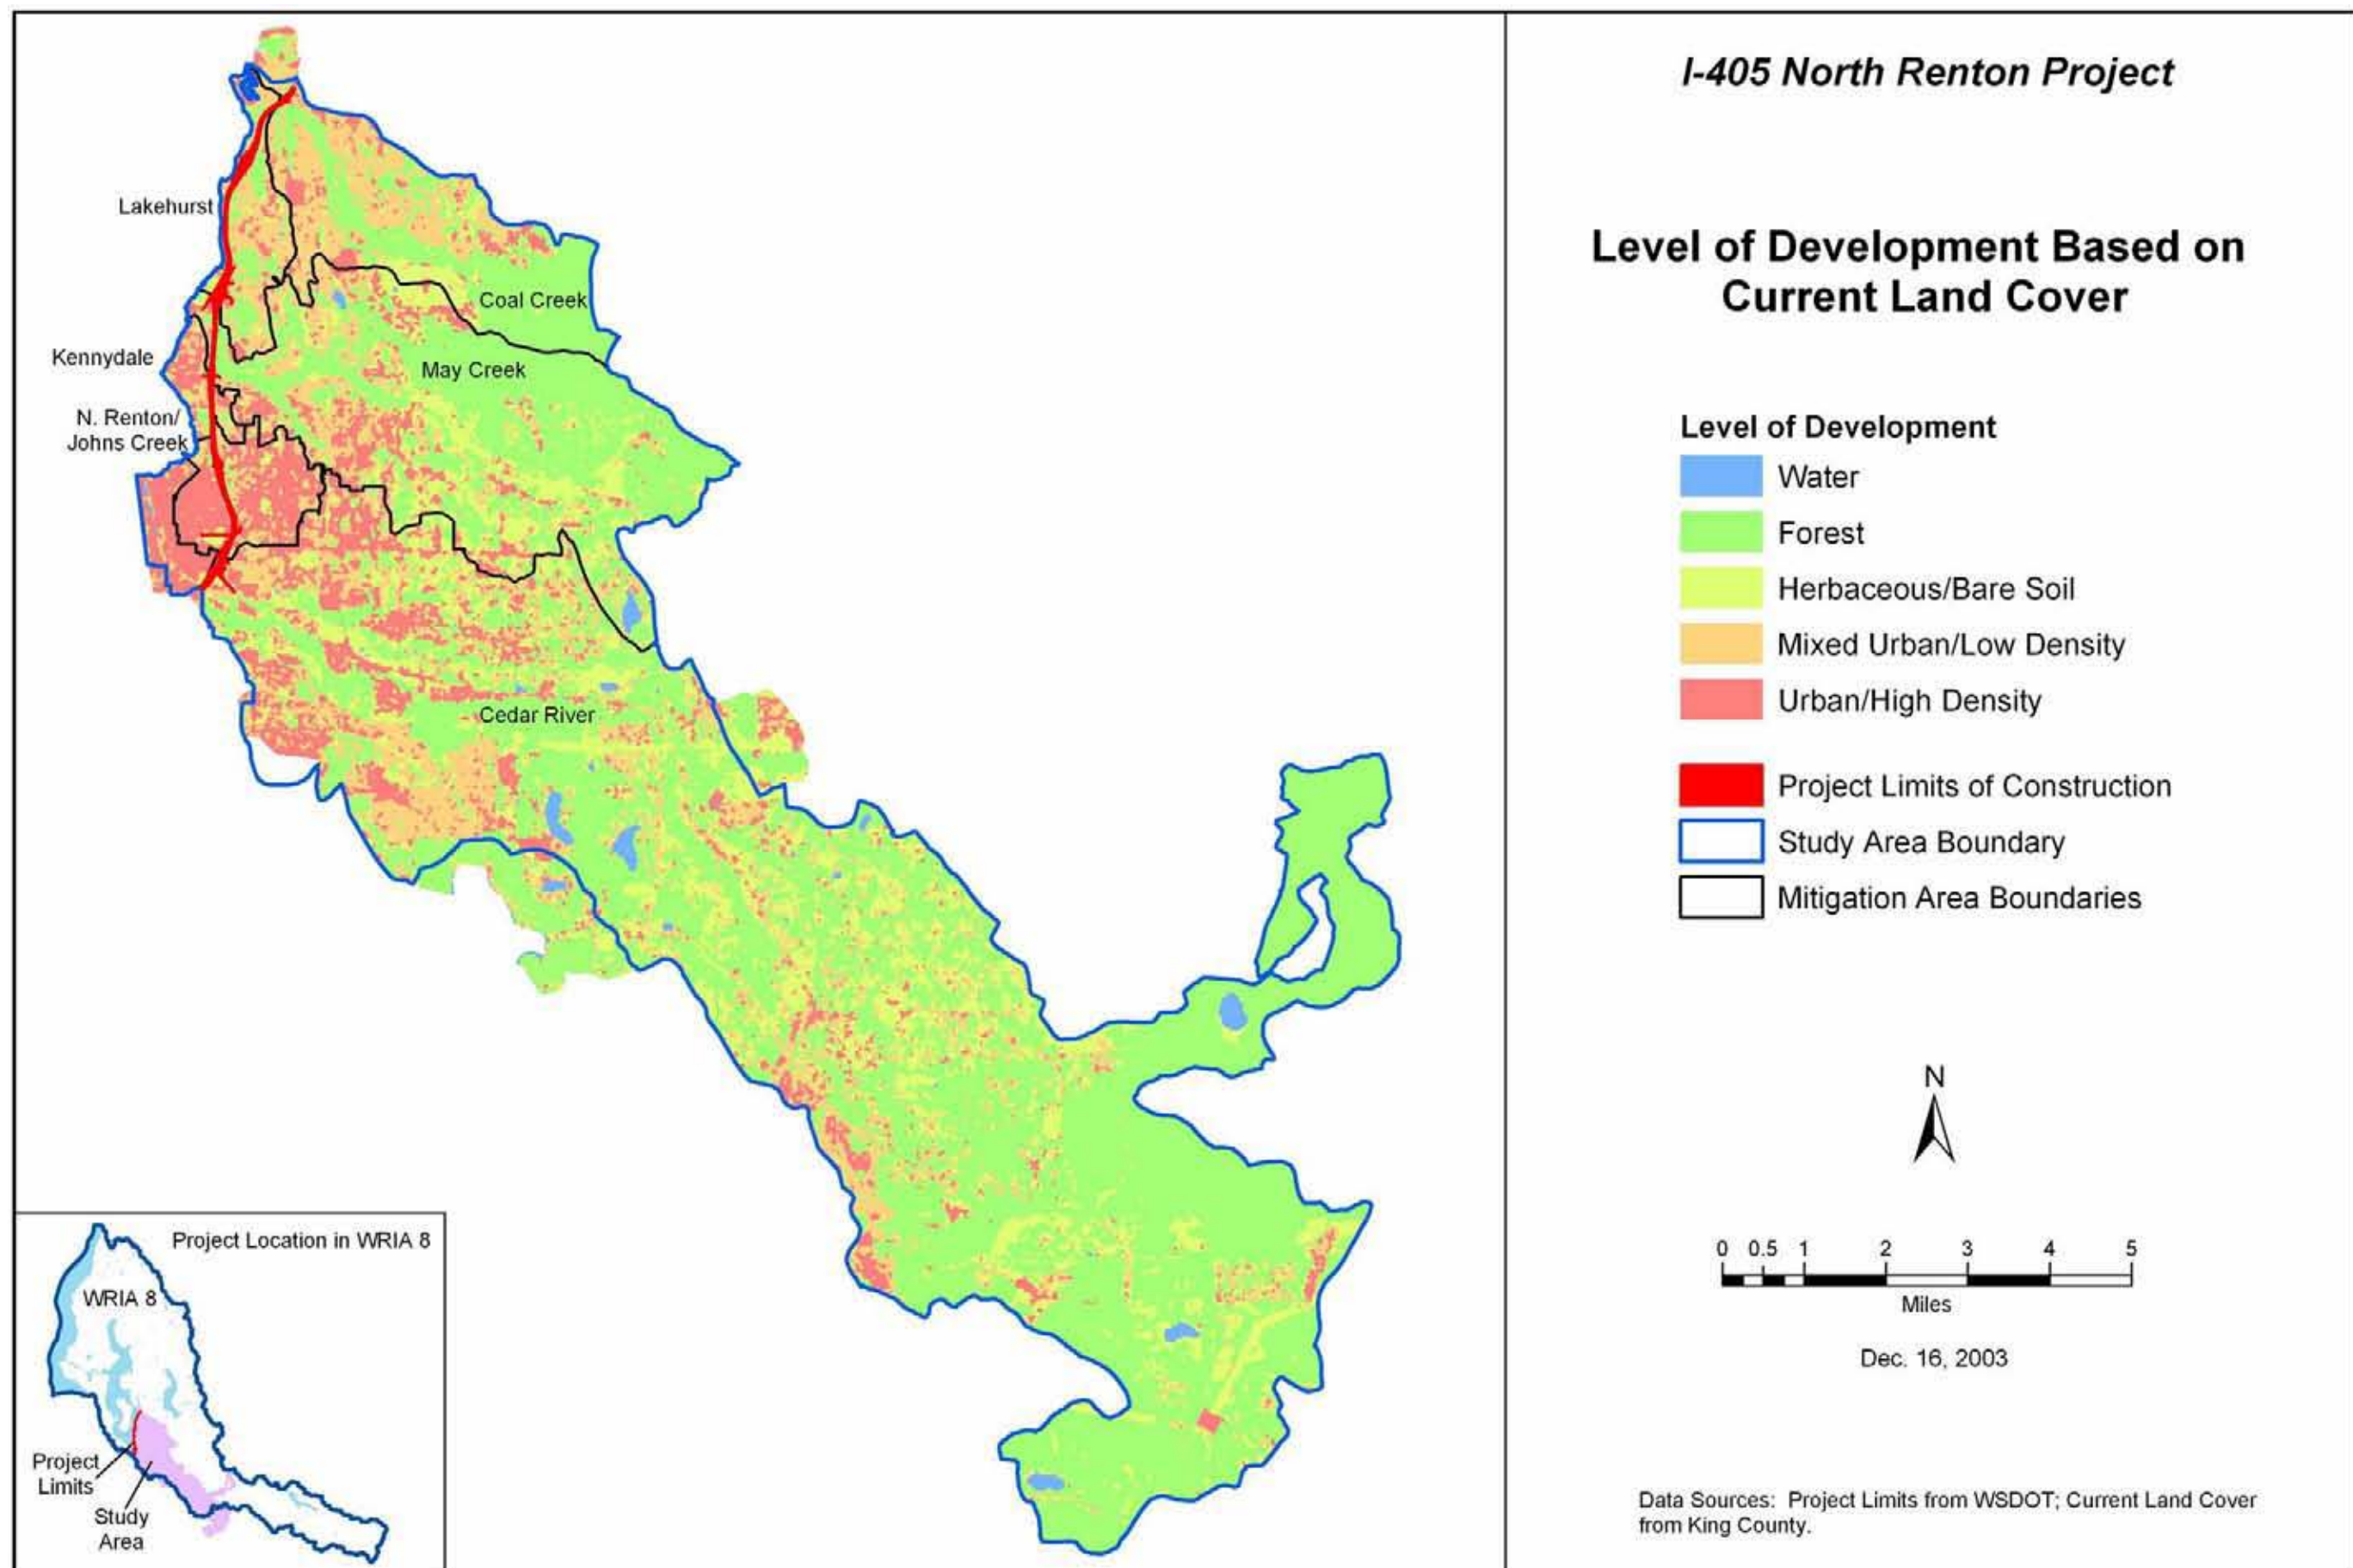 I-405 North Renton Project
Level of Development Based on
Current Land Cover
Level of Development
Water
Forest
Herbaceous/Bare Soil
Mixed Urban/Low Density
Urban/High Density
Project Limits of Construction
Study Area Boundary
Mitigation Area Boundaries
N
0 0.5 1 2 3 4 5
Miles
Dec. 16, 2003
Data Sources: Project Limits from WSDOT; Current Land Cover
from King County.
Lakehurst
Coal Creek
Kennydale
May Creek
N. Renton/
Johns Creek
Cedar River
Project Location in WRIA 8
WRIA 8
Project
Limits
Study
Area